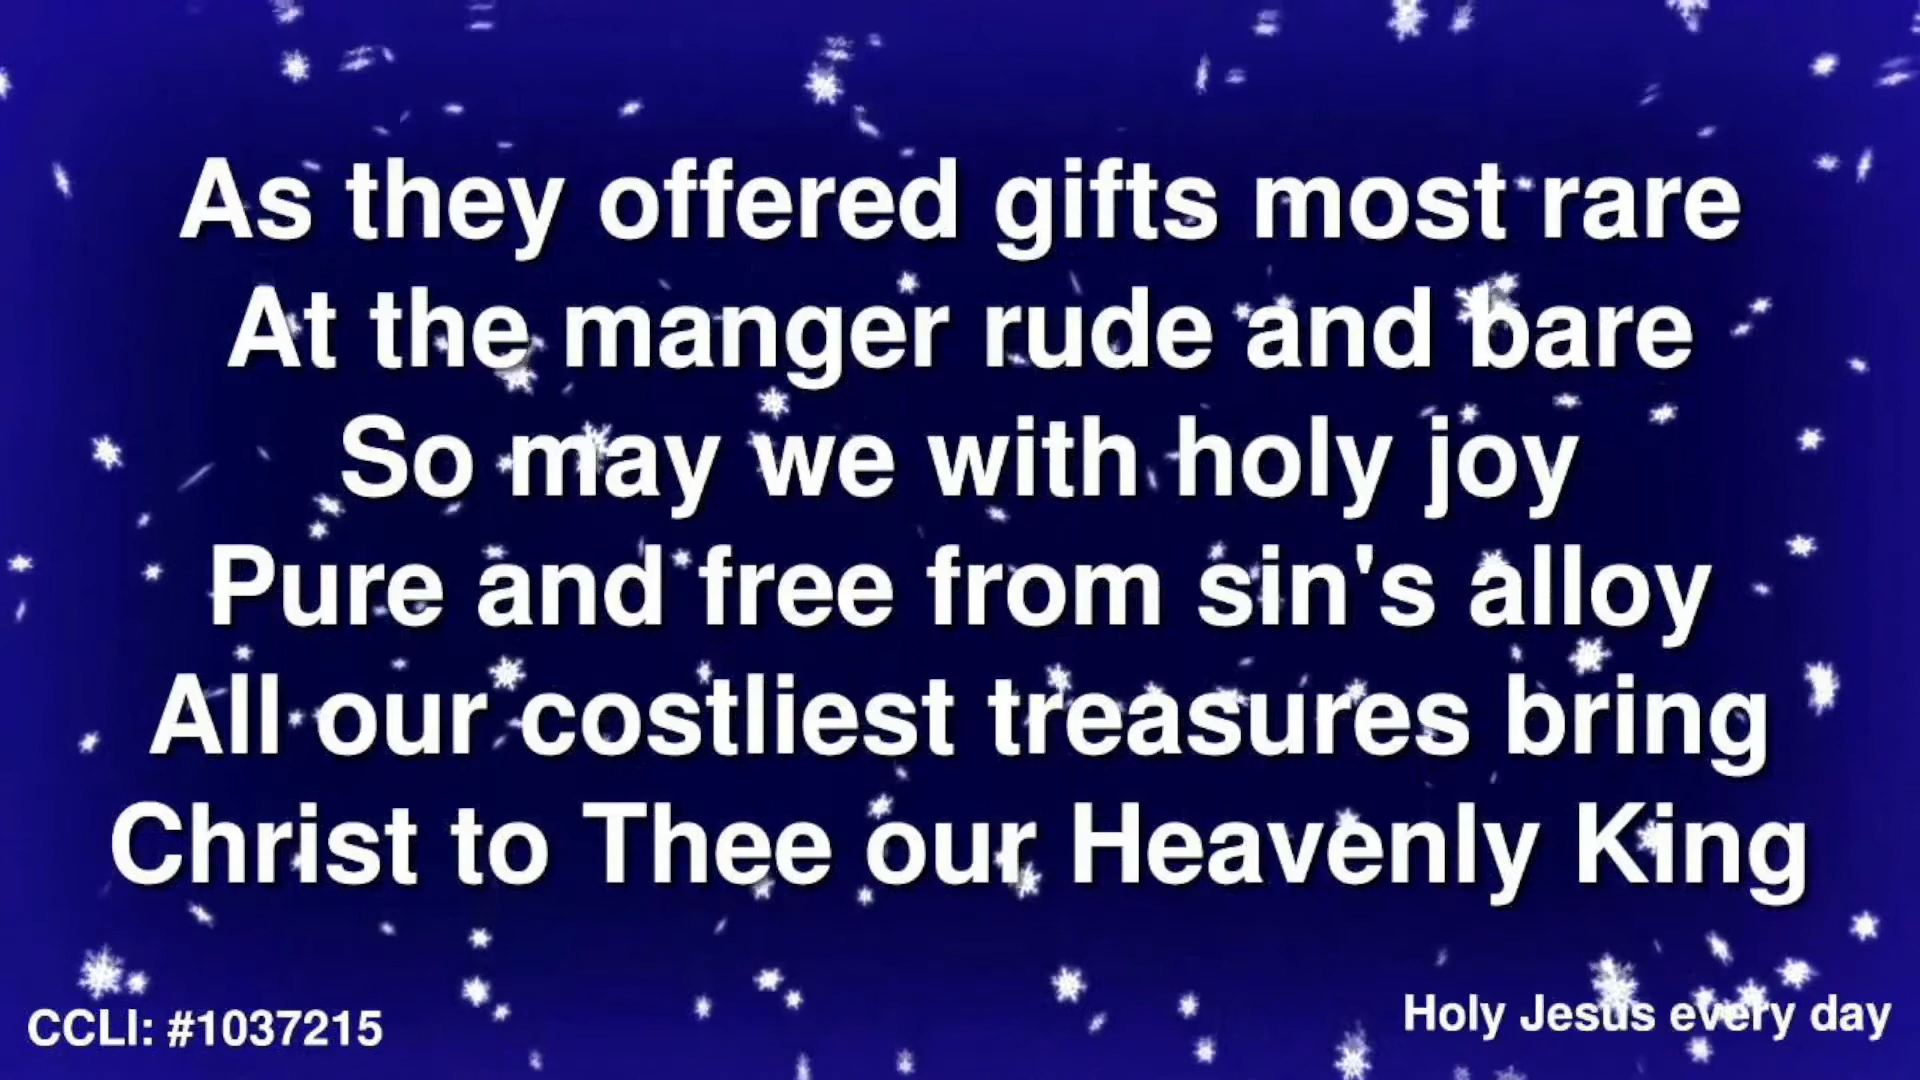 As they offered gifts most rare
At the manger rude and bare
So may we with holy joy
Pure and free from sin's alloy
All our costliest treasures bring
Christ to Thee our Heavenly King
CCLI: #1037215
Holy Jesus every day